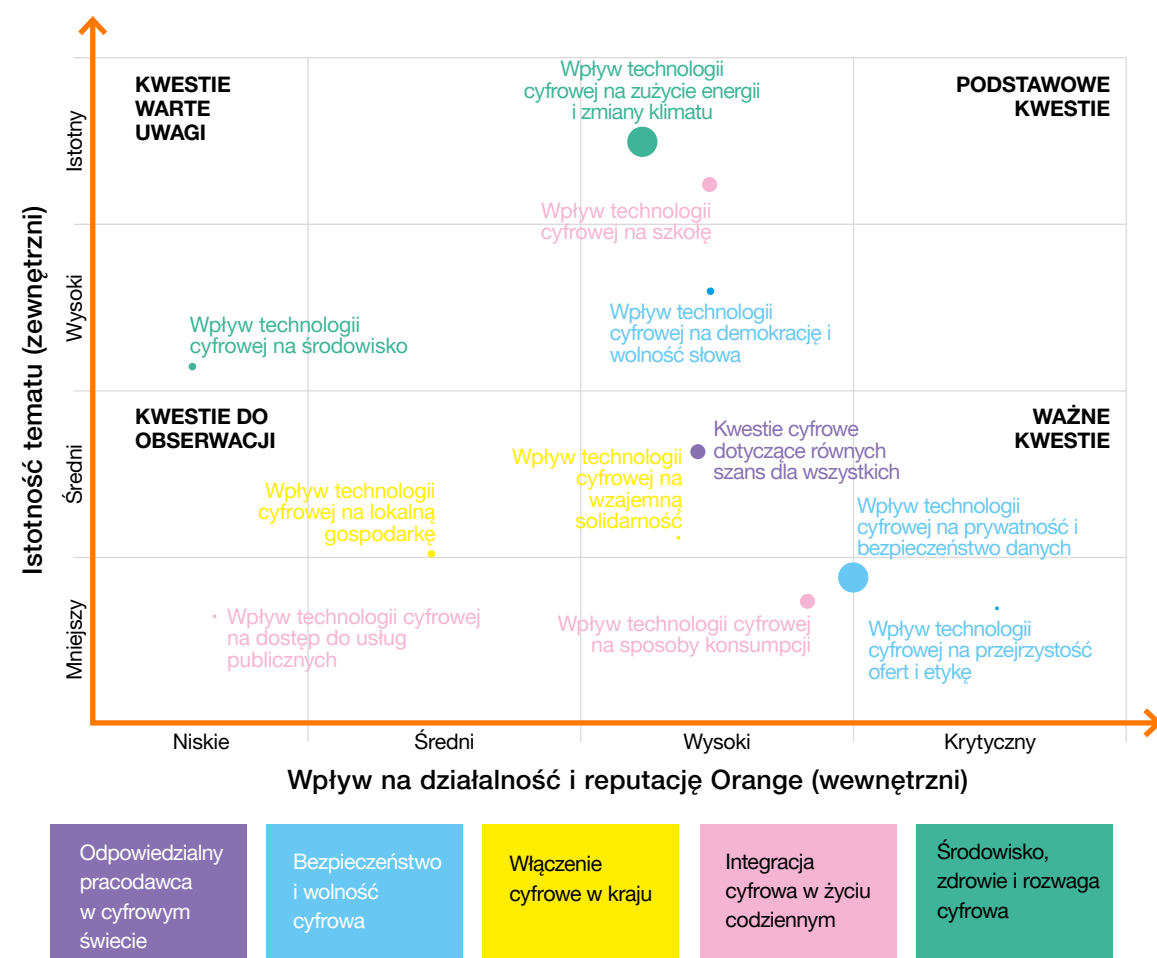 KWESTIE
WARTE
UWAGI
Wpływ technologii
cyfrowej na zużycie energii
i zmiany klimatu
PODSTAWOWE
KWESTIE
Wpływ technologii
cyfrowej na szkołę
Wpływ technologii
cyfrowej na środowisko
Wpływ technologii
cyfrowej na demokrację i
wolność słowa
KWESTIE DO
OBSERWACJI
WAŻNE
KWESTIE
Kwestie cyfrowe
dotyczące równych
szans dla wszystkich
Wpływ technologii
cyfrowej na
wzajemną
solidarność
Wpływ technologii
cyfrowej na lokalną
gospodarkę
Wpływ technologii
cyfrowej na prywatność i
bezpieczeństwo danych
Wpływ technologii cyfrowej
na dostęp do usług
publicznych
Wpływ technologii cyfrowej
na sposoby konsumpcji
Wpływ technologii
cyfrowej na przejrzystość
ofert i etykę
Istotność tematu (zewnętrzni)
Istotny
Wysoki
Średni
Mniejszy
Niskie
Średni
Wysoki
Krytyczny
Wpływ na działalność i reputację Orange (wewnętrzni)
Odpowiedzialny
pracodawca
w cyfrowym
świecie
Bezpieczeństwo
i wolność
cyfrowa
Włączenie
cyfrowe w kraju
Integracja
cyfrowa w życiu
codziennym
Środowisko,
zdrowie i rozwaga
cyfrowa